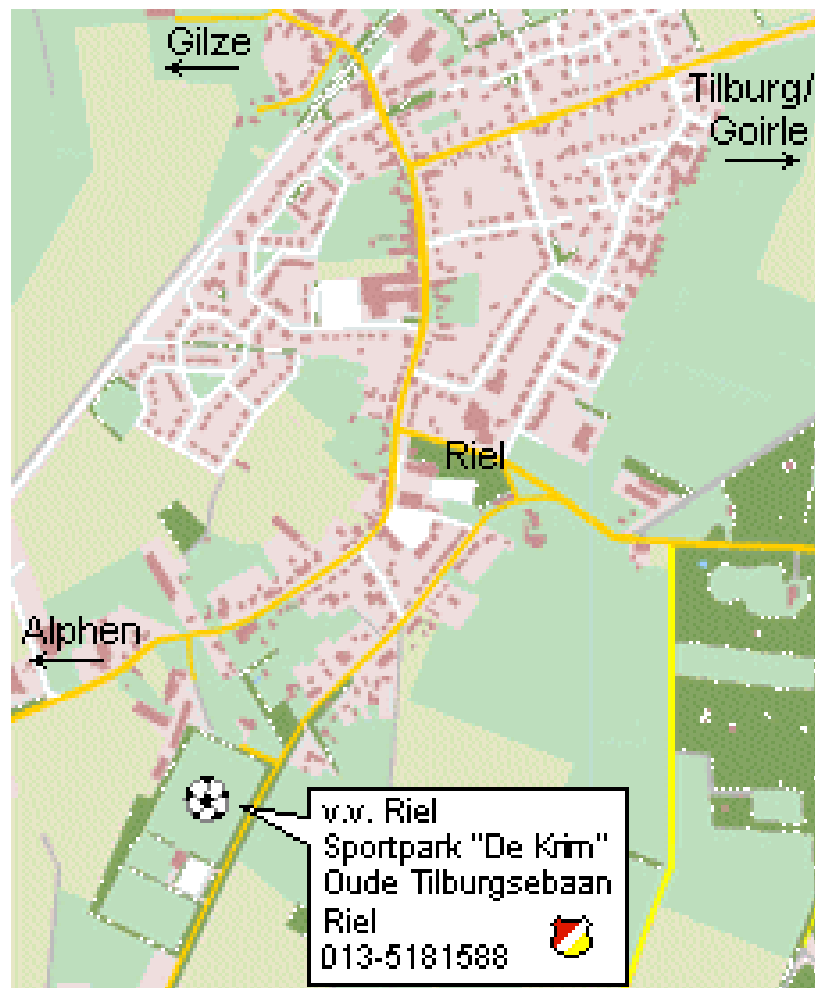 Gilze
Tilburg/
Goirle
Riel
Alphen
v.v. Riel
Sportpark "De Krim"
Oude Tilburgsebaan
Riel
013-5181588